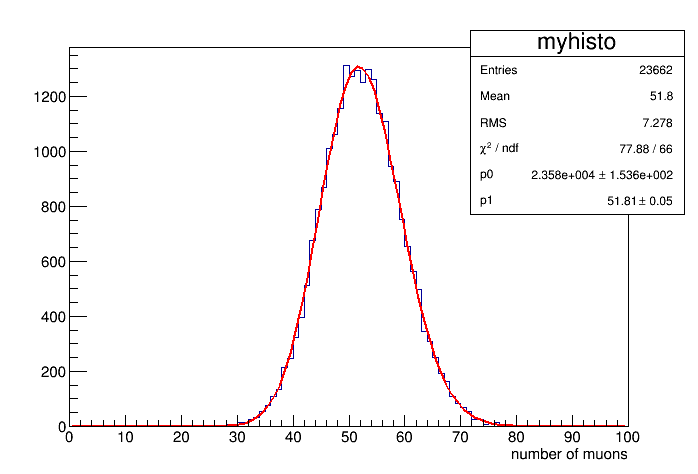 myhisto
Entries 23662
Mean 51.8
RMS 7.278
χ² / ndf 77.88 / 66
p0 2.358e+004 ± 1.536e+002
p1 51.81 ± 0.05
1200
1000
800
600
400
200
0
0 10 20 30 40 50 60 70 80 90 100
number of muons